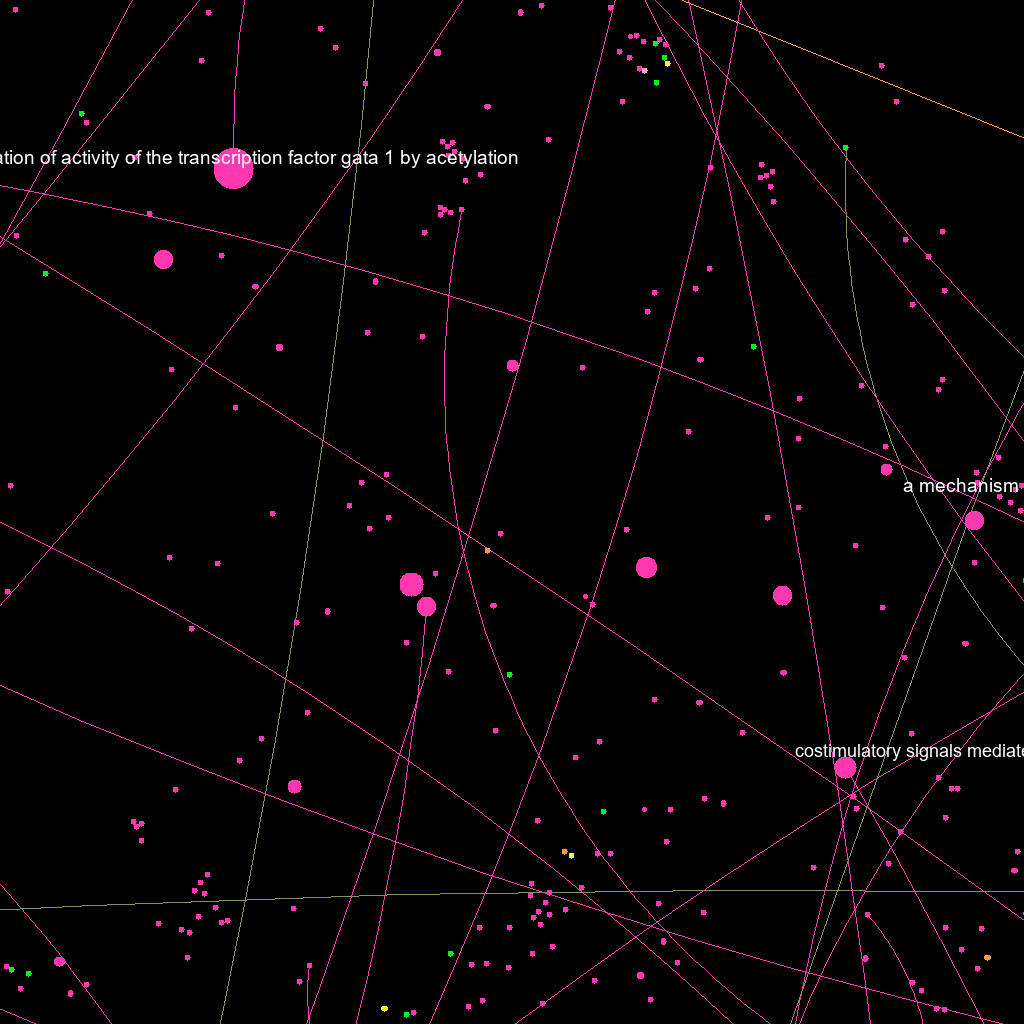 ation of activity of the transcription factor gata 1 by acetylation
a mechanism
costimulatory signals mediate